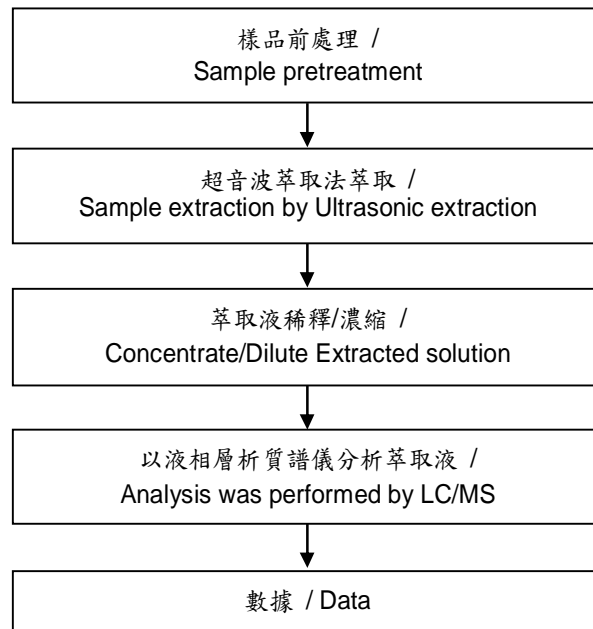 樣品前處理 /
Sample pretreatment
超音波萃取法萃取 /
Sample extraction by Ultrasonic extraction
萃取液稀釋/濃縮 /
Concentrate/Dilute Extracted solution
以液相層析質譜儀分析萃取液 /
Analysis was performed by LC/MS
數據 / Data